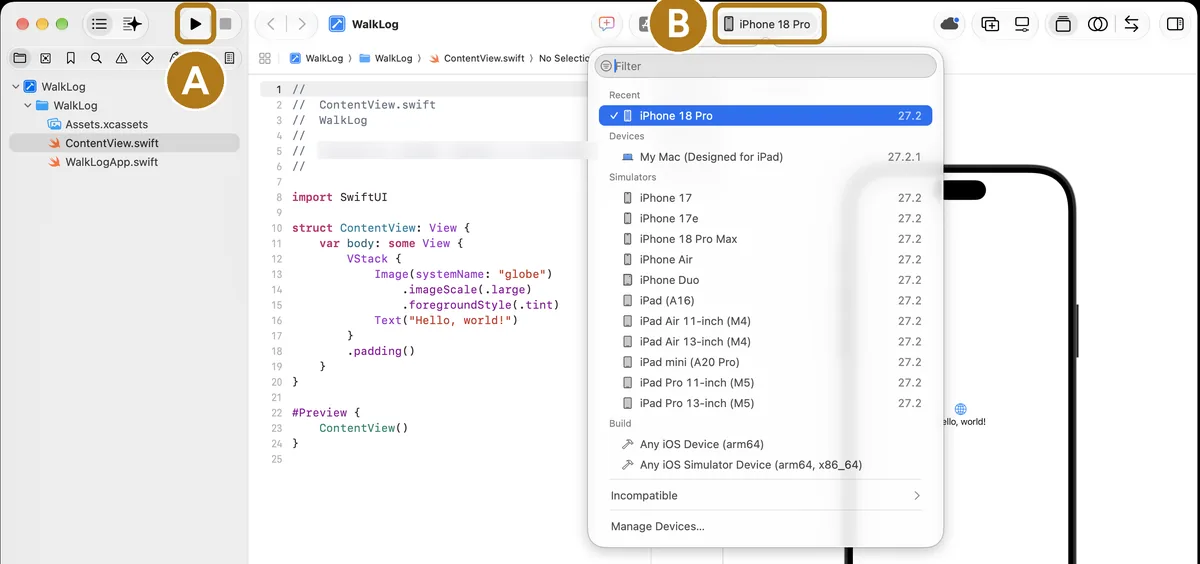 WalkLog
B
iPhone 18 Pro
A
WalkLog
WalkLog
Assets.xcassets
ContentView.swift
WalkLogApp.swift
WalkLog
WalkLog
ContentView.swift
No Selectio
1 //
2 //  ContentView.swift
3 //  WalkLog
4 //
5 //
6 //
7
8 import SwiftUI
9
10 struct ContentView: View {
11     var body: some View {
12         VStack {
13             Image(systemName: "globe")
14                 .imageScale(.large)
15                 .foregroundStyle(.tint)
16             Text("Hello, world!")
17         }
18         .padding()
19     }
20 }
21
22 #Preview {
23     ContentView()
24 }
25
Filter
Recent
iPhone 18 Pro 27.2
Devices
My Mac (Designed for iPad) 27.2.1
Simulators
iPhone 17 27.2
iPhone 17e 27.2
iPhone 18 Pro Max 27.2
iPhone Air 27.2
iPhone Duo 27.2
iPad (A16) 27.2
iPad Air 11-inch (M4) 27.2
iPad Air 13-inch (M4) 27.2
iPad mini (A20 Pro) 27.2
iPad Pro 11-inch (M5) 27.2
iPad Pro 13-inch (M5) 27.2
Build
Any iOS Device (arm64)
Any iOS Simulator Device (arm64, x86_64)
Incompatible
Manage Devices...
ello, world!